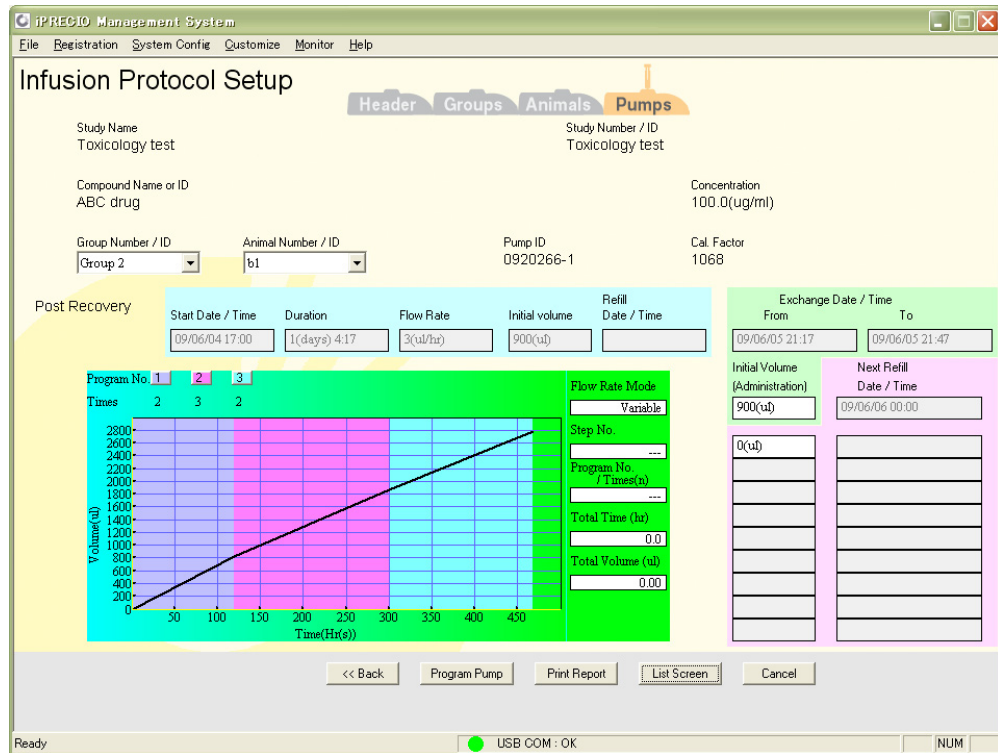 iPRECIO Management System
File Registration System Config Customize Monitor Help
Infusion Protocol Setup
Header Groups Animals Pumps
Study Name Study Number / ID
Toxicology test Toxicology test
Compound Name or ID Concentration
ABC drug 100.0(ug/ml)
Group Number / ID Animal Number / ID Pump ID Cal. Factor
Group 2 b1 0920266-1 1068
Post Recovery
Start Date / Time Duration Flow Rate Initial volume Refill Date / Time
09/06/04 17:00 1(days) 4:17 3(ul/hr) 900(ul)
Exchange Date / Time
From To
09/06/05 21:17 09/06/05 21:47
Initial Volume (Administration)
900(ul)
0(ul)
Next Refill Date / Time
09/06/06 00:00
Program No. 1 2 3
Times 2 3 2
Volume(ul)
2800
2600
2400
2200
2000
1800
1600
1400
1200
1000
800
600
400
200
0
50 100 150 200 250 300 350 400 450
Time(Hr(s))
Flow Rate Mode
Variable
Step No.
---
Program No.
/ Times(n)
---
Total Time (hr)
0.0
Total Volume (ul)
0.00
<< Back Program Pump Print Report List Screen Cancel
Ready USB COM : OK NUM